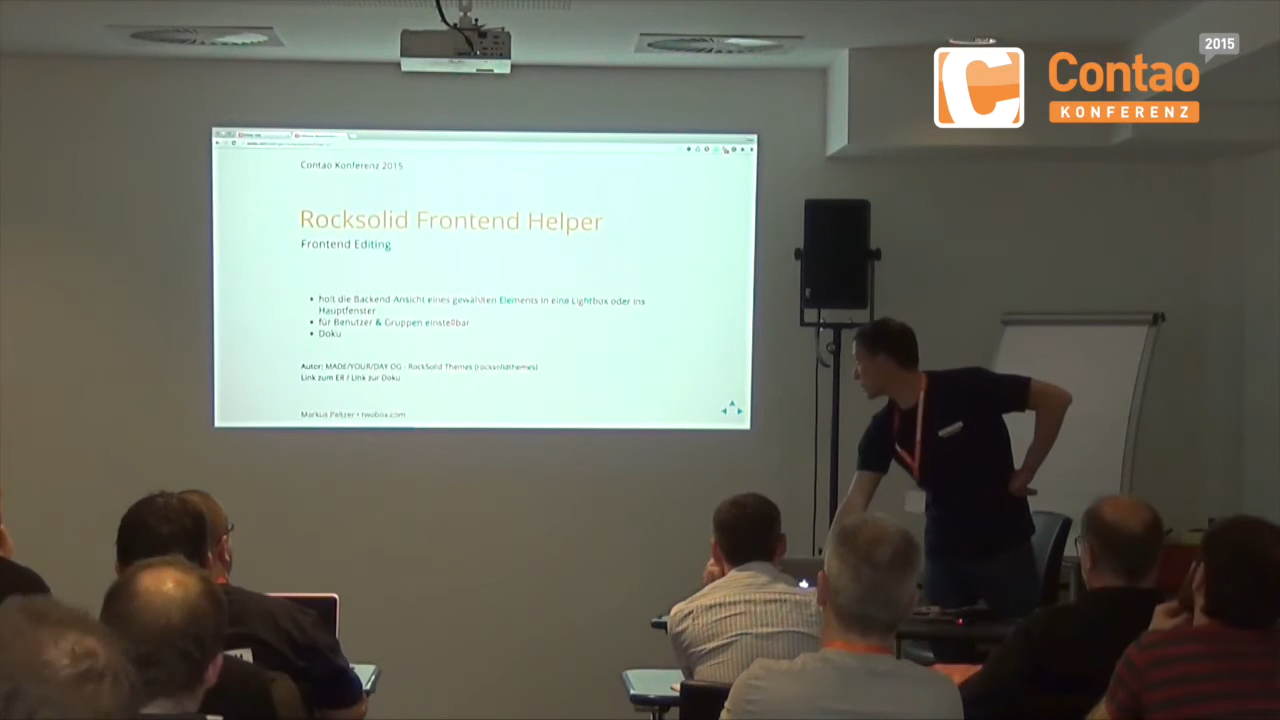 2015
Contao
KONFERENZ
Contao Konferenz 2015
Rocksolid Frontend Helper
Frontend Editing
• holt die Backend-Ansicht eines gewählten Elements in eine Lightbox oder ins
Hauptfenster
• für Benutzer & Gruppen einstellbar
• Doku
Autor: MADE/YOUR/DAY OG - RockSolid Themes (rocksolidthemes)
Link zum ER / Link zur Doku
Markus Peltzer • twobox.com